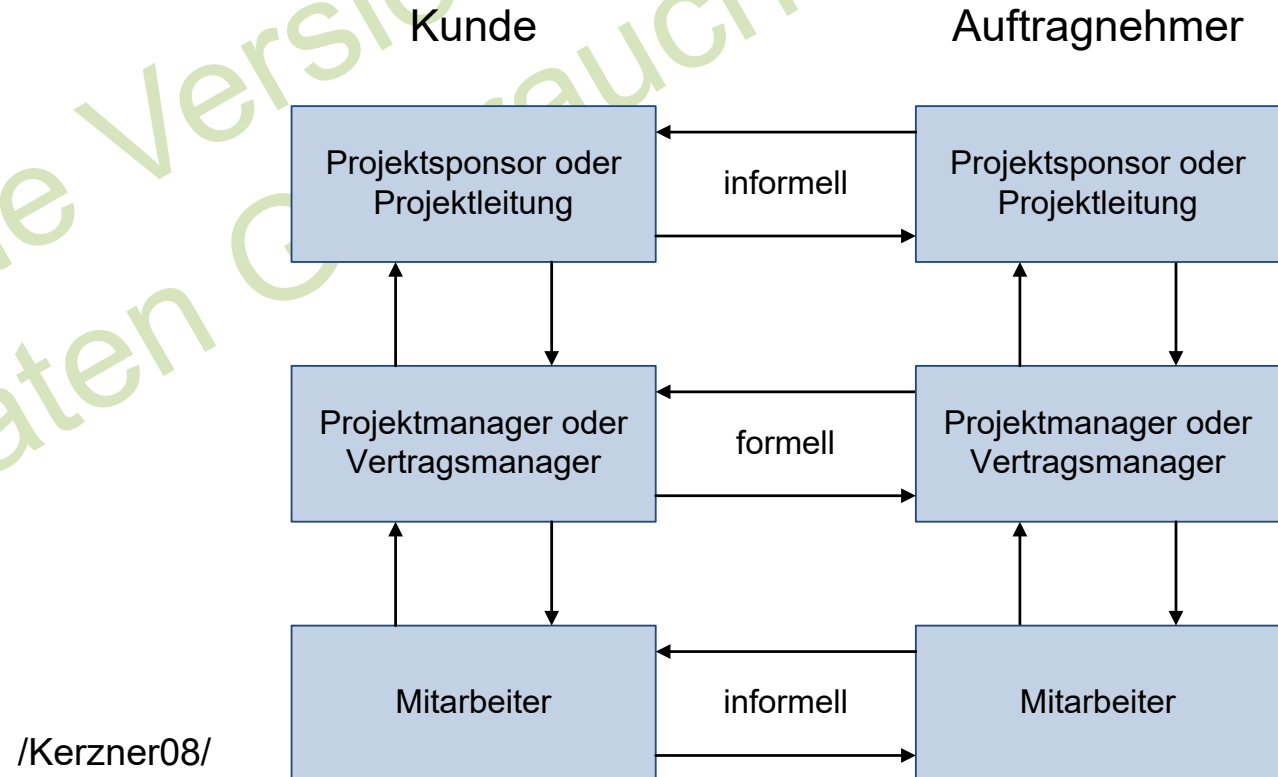 Kunde
Auftragnehmer
Projektsponsor oder
Projektleitung
informell
Projektsponsor oder
Projektleitung
Projektmanager oder
Vertragsmanager
formell
Projektmanager oder
Vertragsmanager
Mitarbeiter
informell
Mitarbeiter
/Kerzner08/